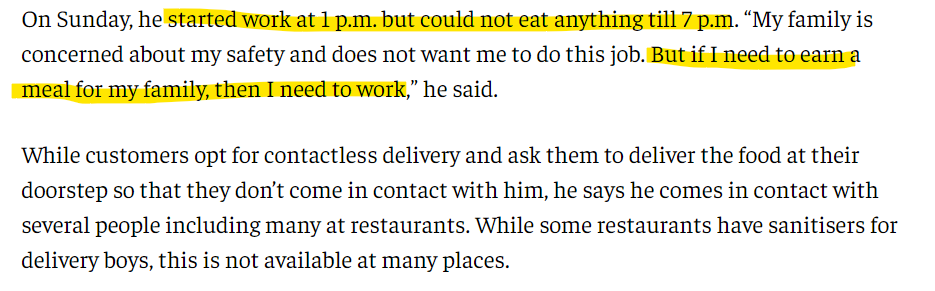 On Sunday, he started work at 1 p.m. but could not eat anything till 7 p.m. “My family is
concerned about my safety and does not want me to do this job. But if I need to earn a
meal for my family, then I need to work,” he said.
While customers opt for contactless delivery and ask them to deliver the food at their
doorstep so that they don’t come in contact with him, he says he comes in contact with
several people including many at restaurants. While some restaurants have sanitisers for
delivery boys, this is not available at many places.